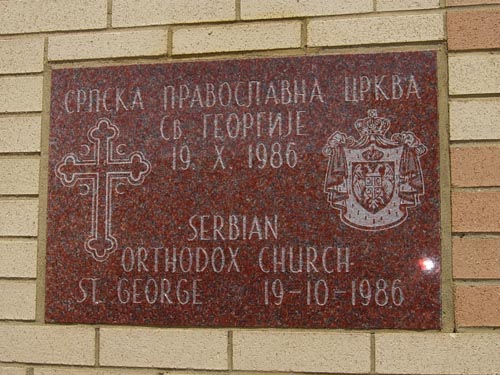 СРПСКА ПРАВОСЛАВНА ЦРКВА
СВ. ГЕОРГИЈЕ
19. X. 1986
SERBIAN
ORTHODOX CHURCH
ST. GEORGE 19-10-1986